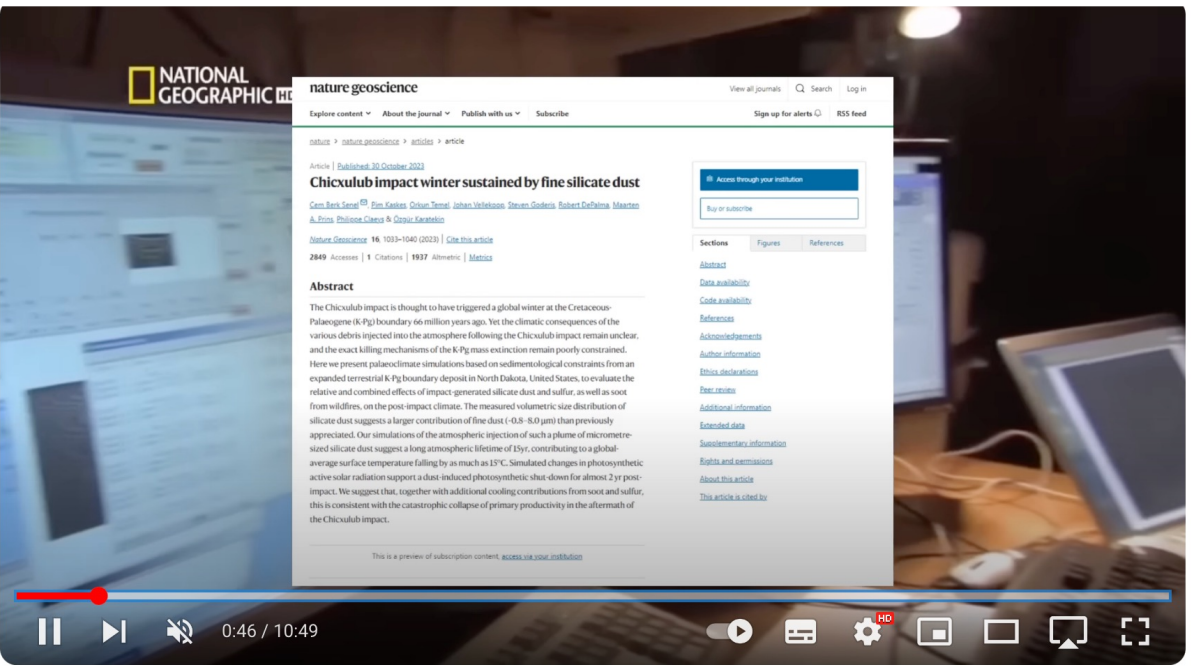 NATIONAL
GEOGRAPHIC HD
nature geoscience
View all journals
Search
Log in
Explore content
About the journal
Publish with us
Subscribe
Sign up for alerts
RSS feed
nature > nature geoscience > articles > article
Article | Published: 30 October 2023
Chicxulub impact winter sustained by fine silicate dust
Cem Berk Senel, Pim Kaskes, Orkun Temel, Johan Vellekoop, Steven Goderis, Robert DePalma, Maarten
A. Prins, Philippe Claeys & Özgür Karatekin
Nature Geoscience 16, 1033–1040 (2023) | Cite this article
2849 Accesses | 1 Citations | 1937 Altmetric | Metrics
Abstract
The Chicxulub impact is thought to have triggered a global winter at the Cretaceous-
Palaeogene (K-Pg) boundary 66 million years ago. Yet the climatic consequences of the
various debris injected into the atmosphere following the Chicxulub impact remain unclear,
and the exact killing mechanisms of the K-Pg mass extinction remain poorly constrained.
Here we present palaeoclimate simulations based on sedimentological constraints from an
expanded terrestrial K-Pg boundary deposit in North Dakota, United States, to evaluate the
relative and combined effects of impact-generated silicate dust and sulfur, as well as soot
from wildfires, on the post-impact climate. The measured volumetric size distribution of
silicate dust suggests a larger contribution of fine dust (~0.8–8.0 μm) than previously
appreciated. Our simulations of the atmospheric injection of such a plume of micrometre-
sized silicate dust suggest a long atmospheric lifetime of 15 yr, contributing to a global-
average surface temperature falling by as much as 15 °C. Simulated changes in photosynthetic
active solar radiation support a dust-induced photosynthetic shut-down for almost 2 yr post-
impact. We suggest that, together with additional cooling contributions from soot and sulfur,
this is consistent with the catastrophic collapse of primary productivity in the aftermath of
the Chicxulub impact.
This is a preview of subscription content, access via your institution
Access through your institution
Buy or subscribe
Sections
Figures
References
Abstract
Data availability
Code availability
References
Acknowledgements
Author information
Ethics declarations
Peer review
Additional information
Extended data
Supplementary information
Rights and permissions
About this article
This article is cited by
0:46 / 10:49
HD